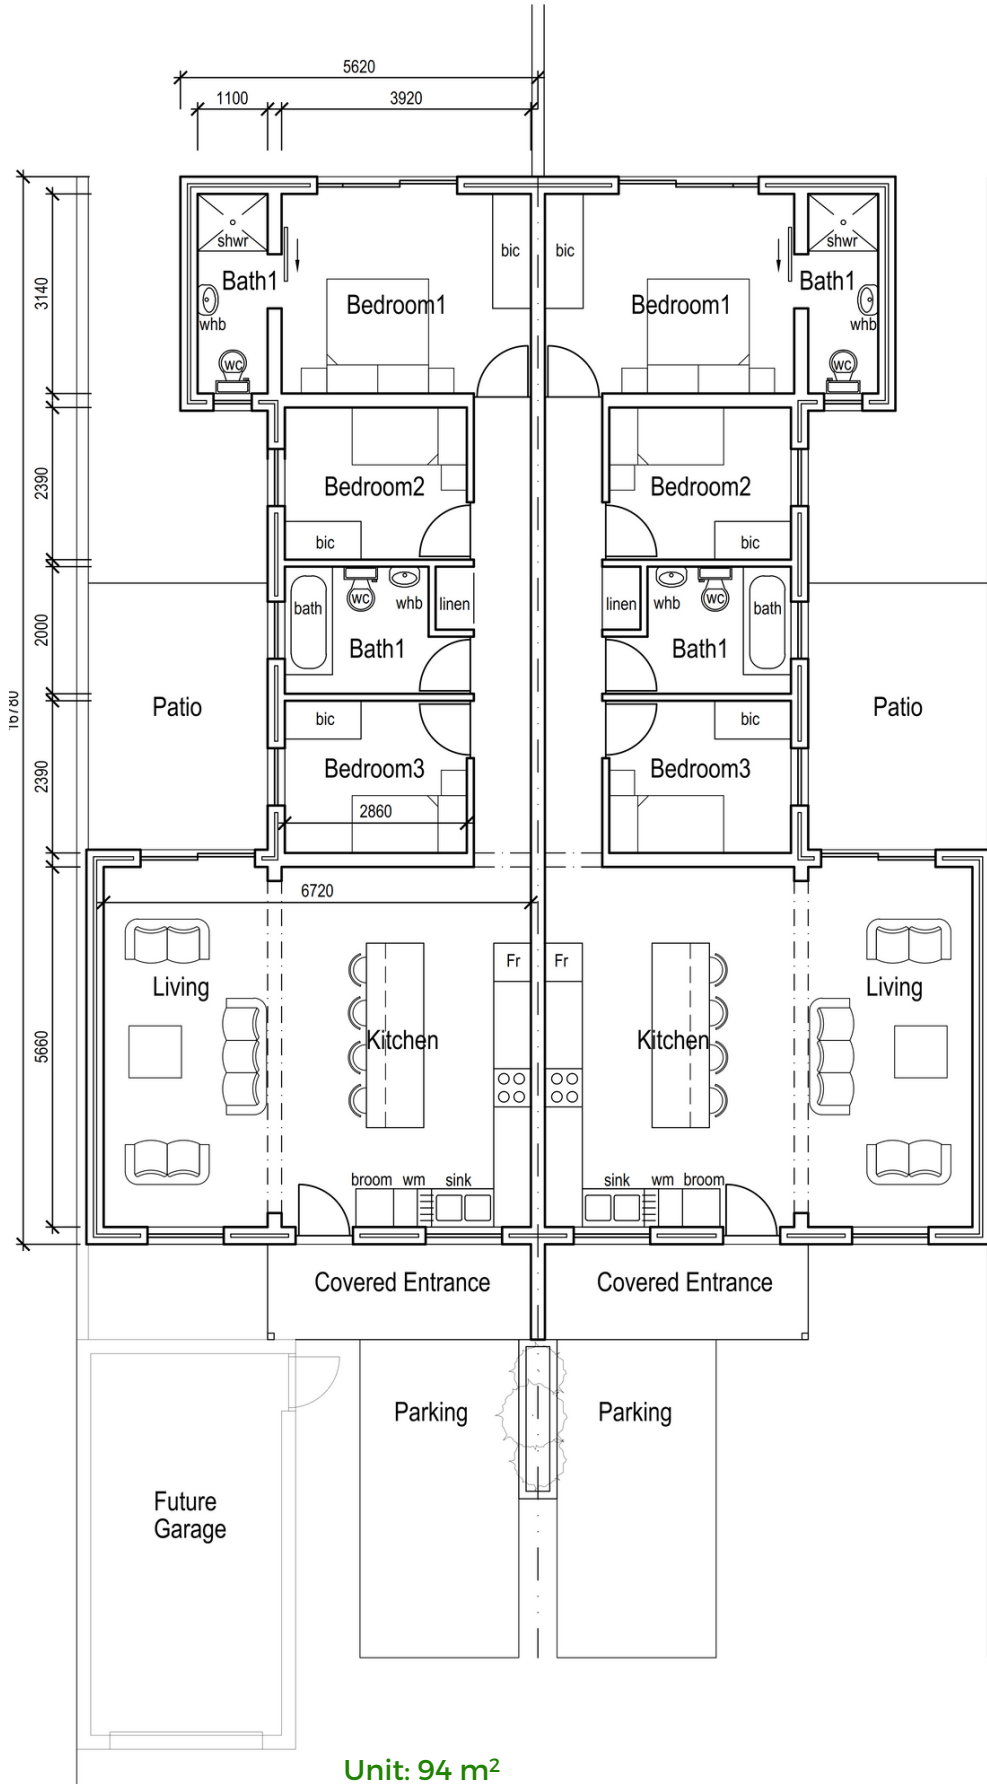 5620
1100 3920
shwr bic bic shwr
Bath1 Bedroom1 Bedroom1 Bath1
3140
whb whb
WC WC
2390
Bedroom2 Bedroom2
bic bic
bath WC whb linen linen whb WC bath
2000
Bath1 Bath1
16780
Patio Patio
bic bic
2390
Bedroom3 Bedroom3
2860
6720
Fr Fr
Living Living
5660
Kitchen Kitchen
broom wm sink sink wm broom
Covered Entrance Covered Entrance
Parking Parking
Future
Garage
Unit: 94 m²